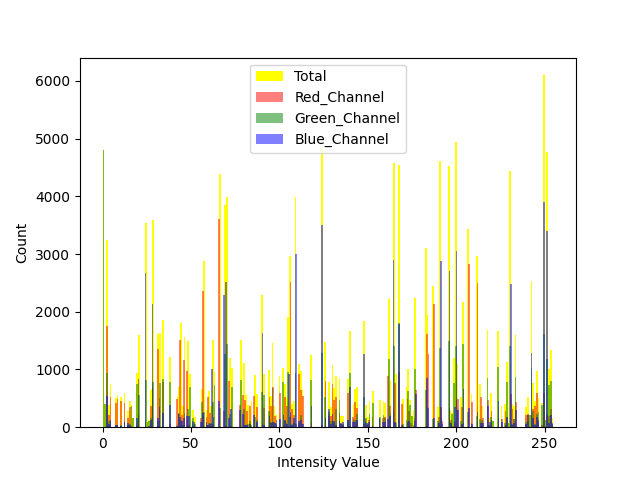 6000
5000
4000
3000
2000
1000
0
Count
Total
Red_Channel
Green_Channel
Blue_Channel
0 50 100 150 200 250
Intensity Value